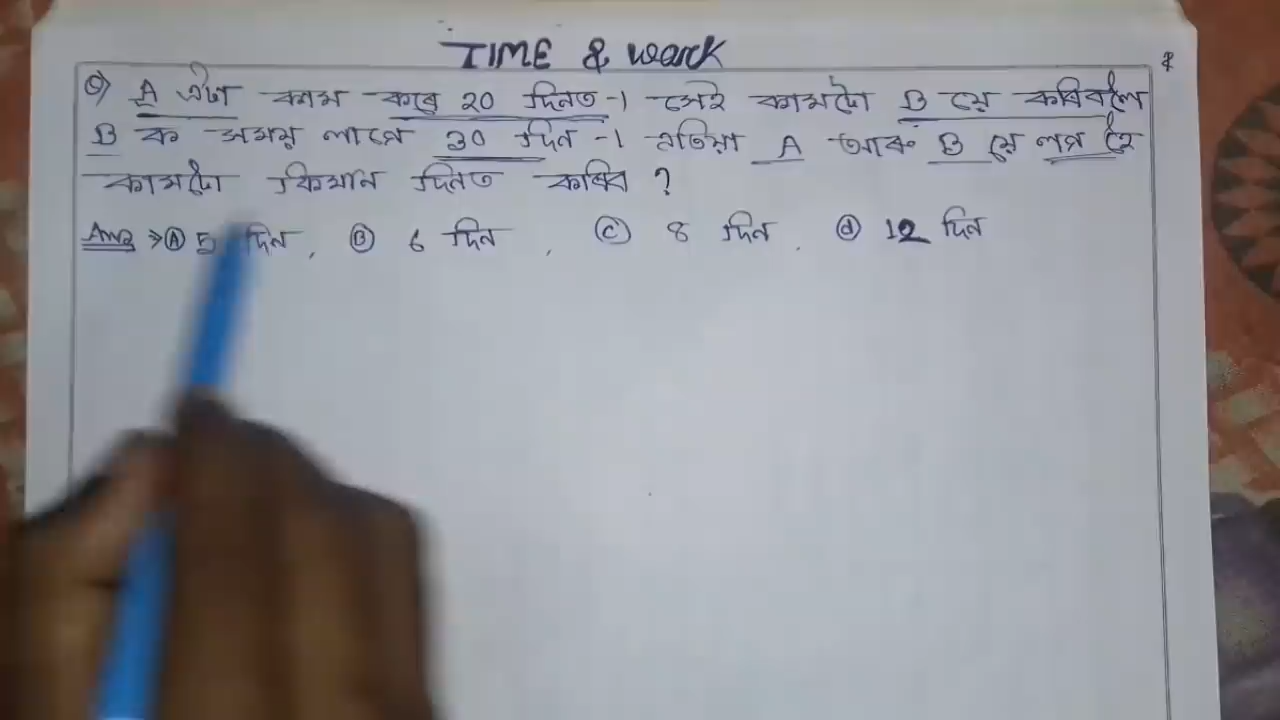 TIME & work
Q) A এটা কাম কৰে 20 দিনত । সেই কামটো B য়ে কৰিবলৈ
B ক সময় লাগে 30 দিন । এতিয়া A আৰু B য়ে লগ হৈ
কামটো কিমান দিনত কৰিব ?
Ans → Ⓐ 5 দিন , Ⓑ 6 দিন , Ⓒ 8 দিন . ⓓ 12 দিন